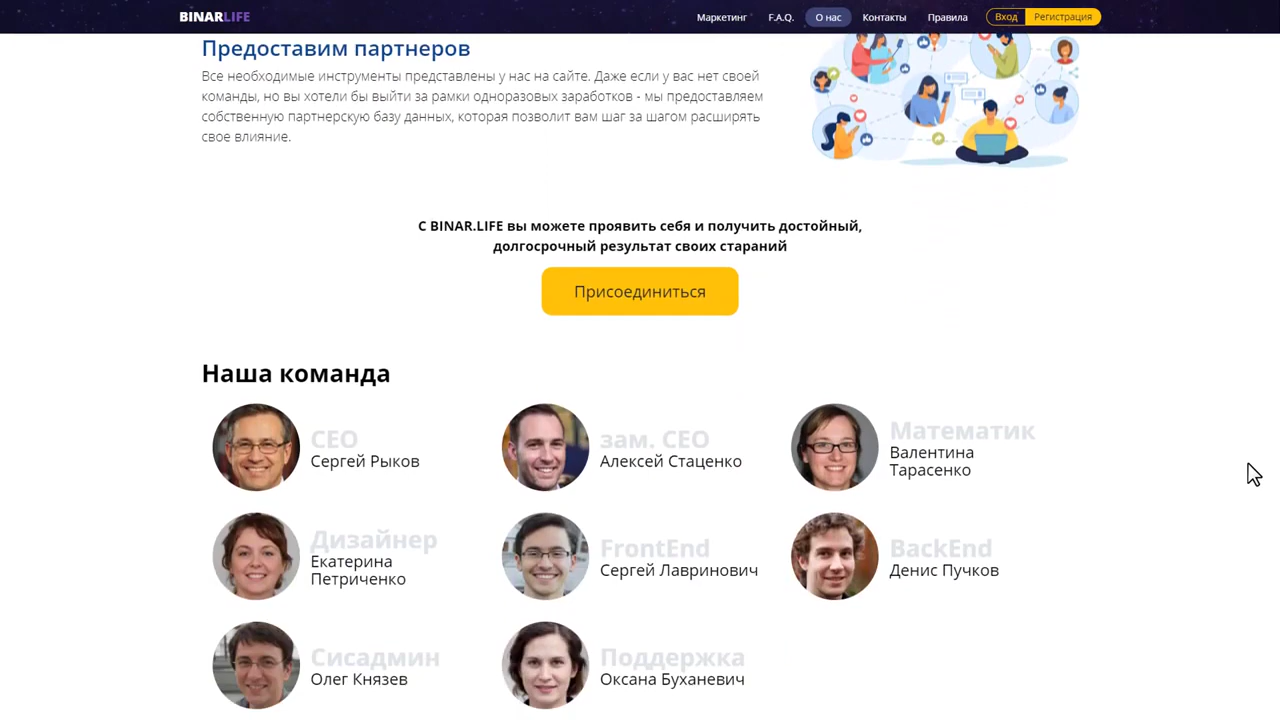 BINARLIFE
Маркетинг
F.A.Q.
О нас
Контакты
Правила
Вход
Регистрация
Предоставим партнеров
Все необходимые инструменты представлены у нас на сайте. Даже если у вас нет своей
команды, но вы хотели бы выйти за рамки одноразовых заработков - мы предоставляем
собственную партнерскую базу данных, которая позволит вам шаг за шагом расширять
свое влияние.
С BINAR.LIFE вы можете проявить себя и получить достойный,
долгосрочный результат своих стараний
Присоединиться
Наша команда
CEO
Сергей Рыков
зам. CEO
Алексей Стаценко
Математик
Валентина
Тарасенко
Дизайнер
Екатерина
Петриченко
FrontEnd
Сергей Лавринович
BackEnd
Денис Пучков
Сисадмин
Олег Князев
Поддержка
Оксана Буханевич